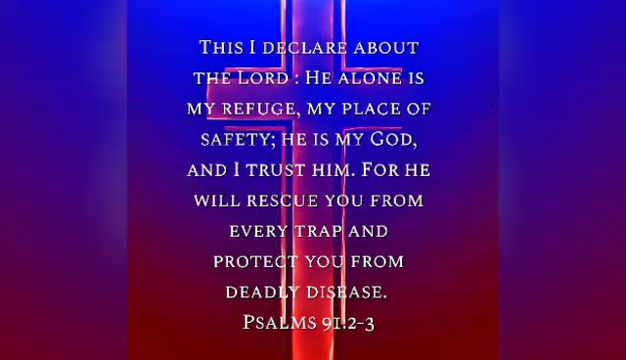 This I declare about
the Lord : He alone is
my refuge, my place of
safety; he is my God,
and I trust him. For he
will rescue you from
every trap and
protect you from
deadly disease.
Psalms 91:2-3